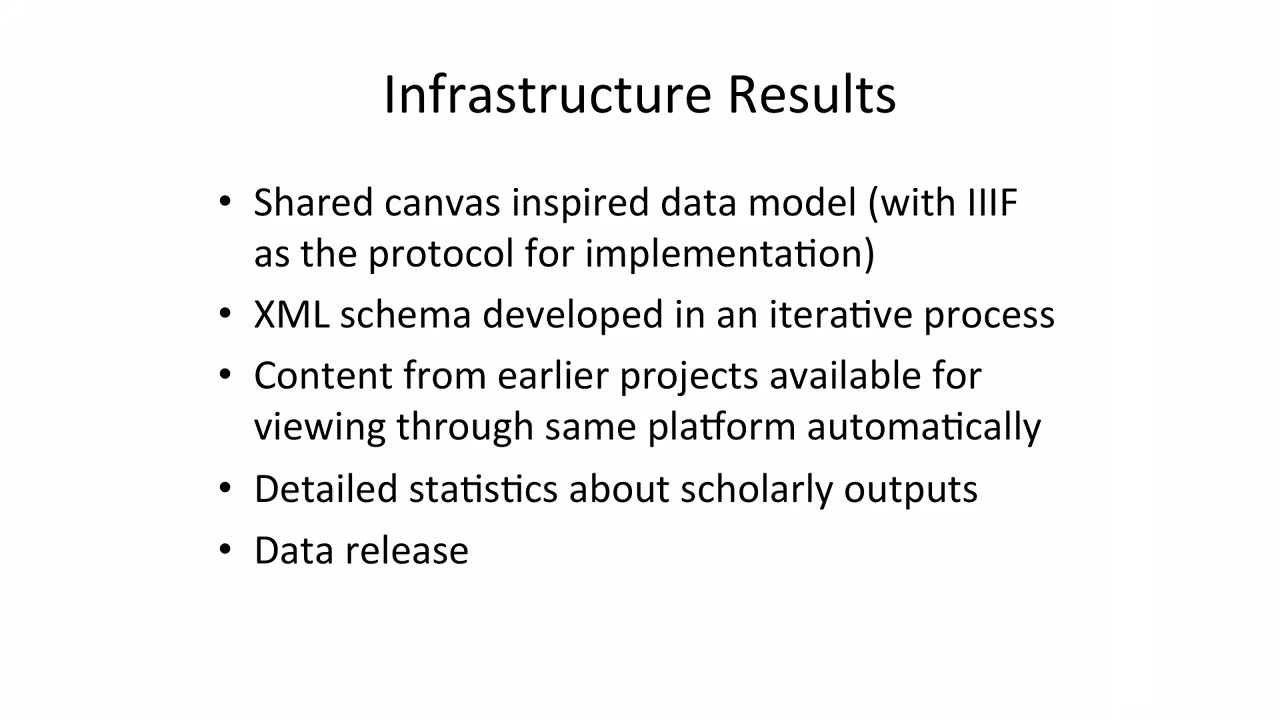 Infrastructure Results
• Shared canvas inspired data model (with IIIF
as the protocol for implementation)
• XML schema developed in an iterative process
• Content from earlier projects available for
viewing through same platform automatically
• Detailed statistics about scholarly outputs
• Data release